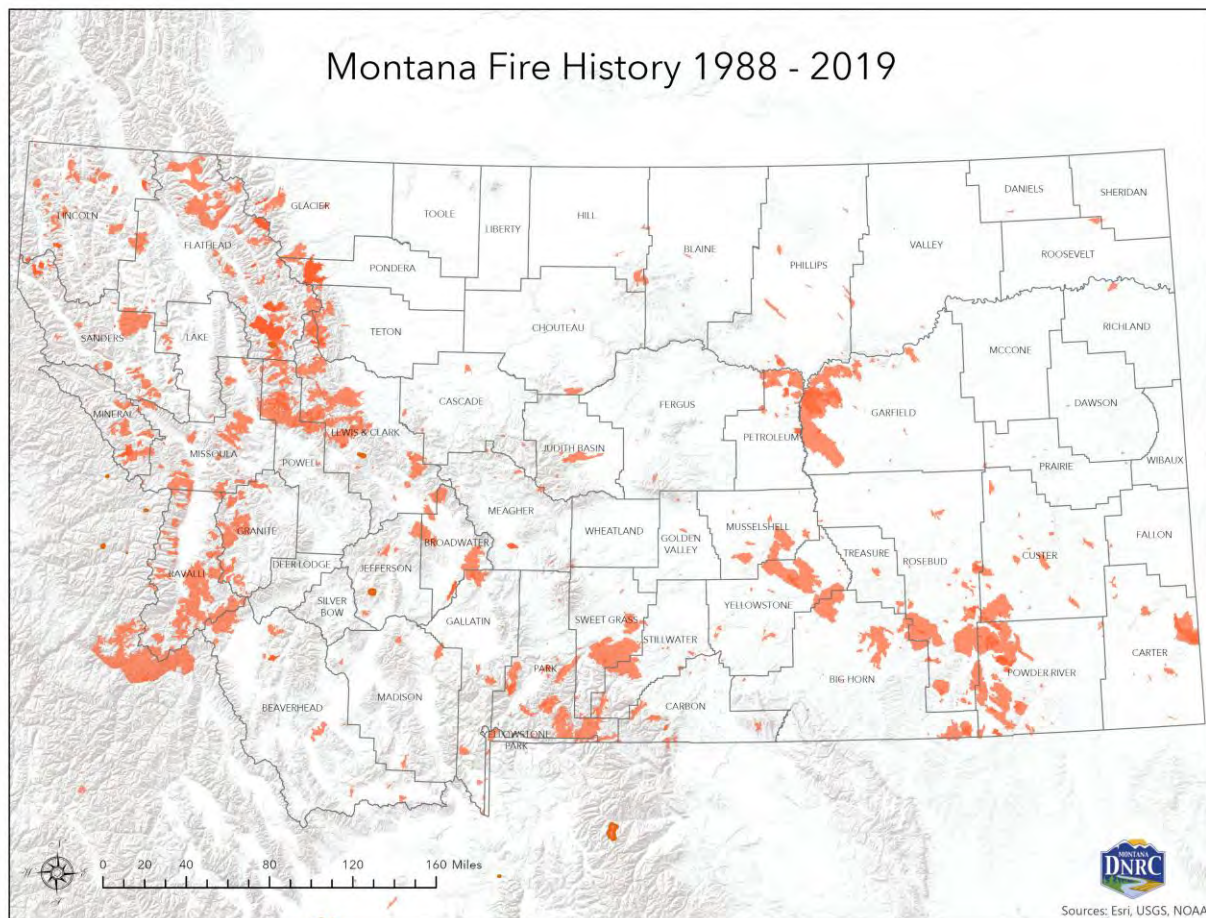 Montana Fire History 1988 - 2019
DANIELS
SHERIDAN
GLACIER
TOOLE
LIBERTY
HILL
BLAINE
PHILLIPS
VALLEY
ROOSEVELT
LINCOLN
FLATHEAD
PONDERA
CHOUTEAU
TETON
RICHLAND
SANDERS
LAKE
MCCONE
CASCADE
FERGUS
GARFIELD
DAWSON
MINERAL
LEWIS & CLARK
JUDITH BASIN
PETROLEUM
MISSOULA
POWELL
PRAIRIE
WIBAUX
MEAGHER
WHEATLAND
GOLDEN
VALLEY
MUSSELSHELL
GRANITE
BROADWATER
TREASURE
ROSEBUD
CUSTER
FALLON
DEER LODGE
JEFFERSON
RAVALLI
SILVER
BOW
YELLOWSTONE
GALLATIN
SWEET GRASS
STILLWATER
PARK
CARTER
POWDER RIVER
BIG HORN
MADISON
BEAVERHEAD
CARBON
YELLOWSTONE
PARK
0 20 40 80 120 160 Miles
MONTANA
DNRC
Sources: Esri, USGS, NOAA